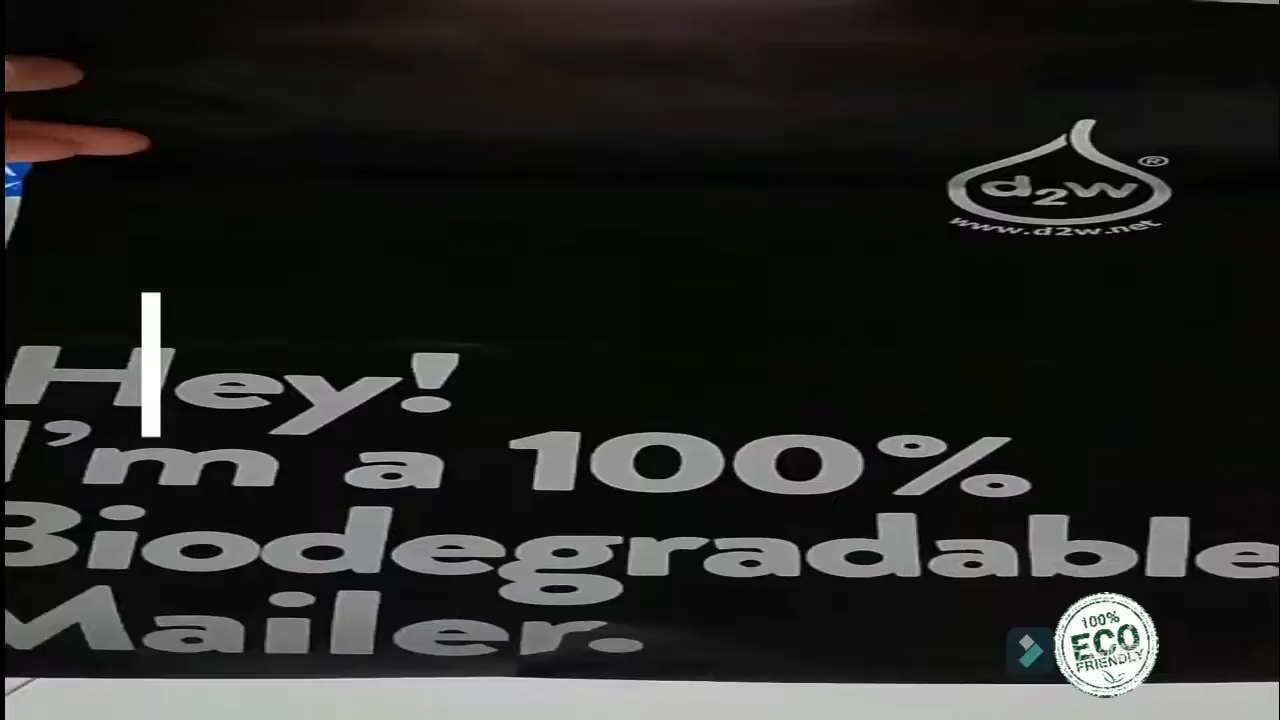 d2w®
www.d2w.net
Hey!
I'm a 100%
Biodegradable
Mailer.
100%
ECO
FRIENDLY